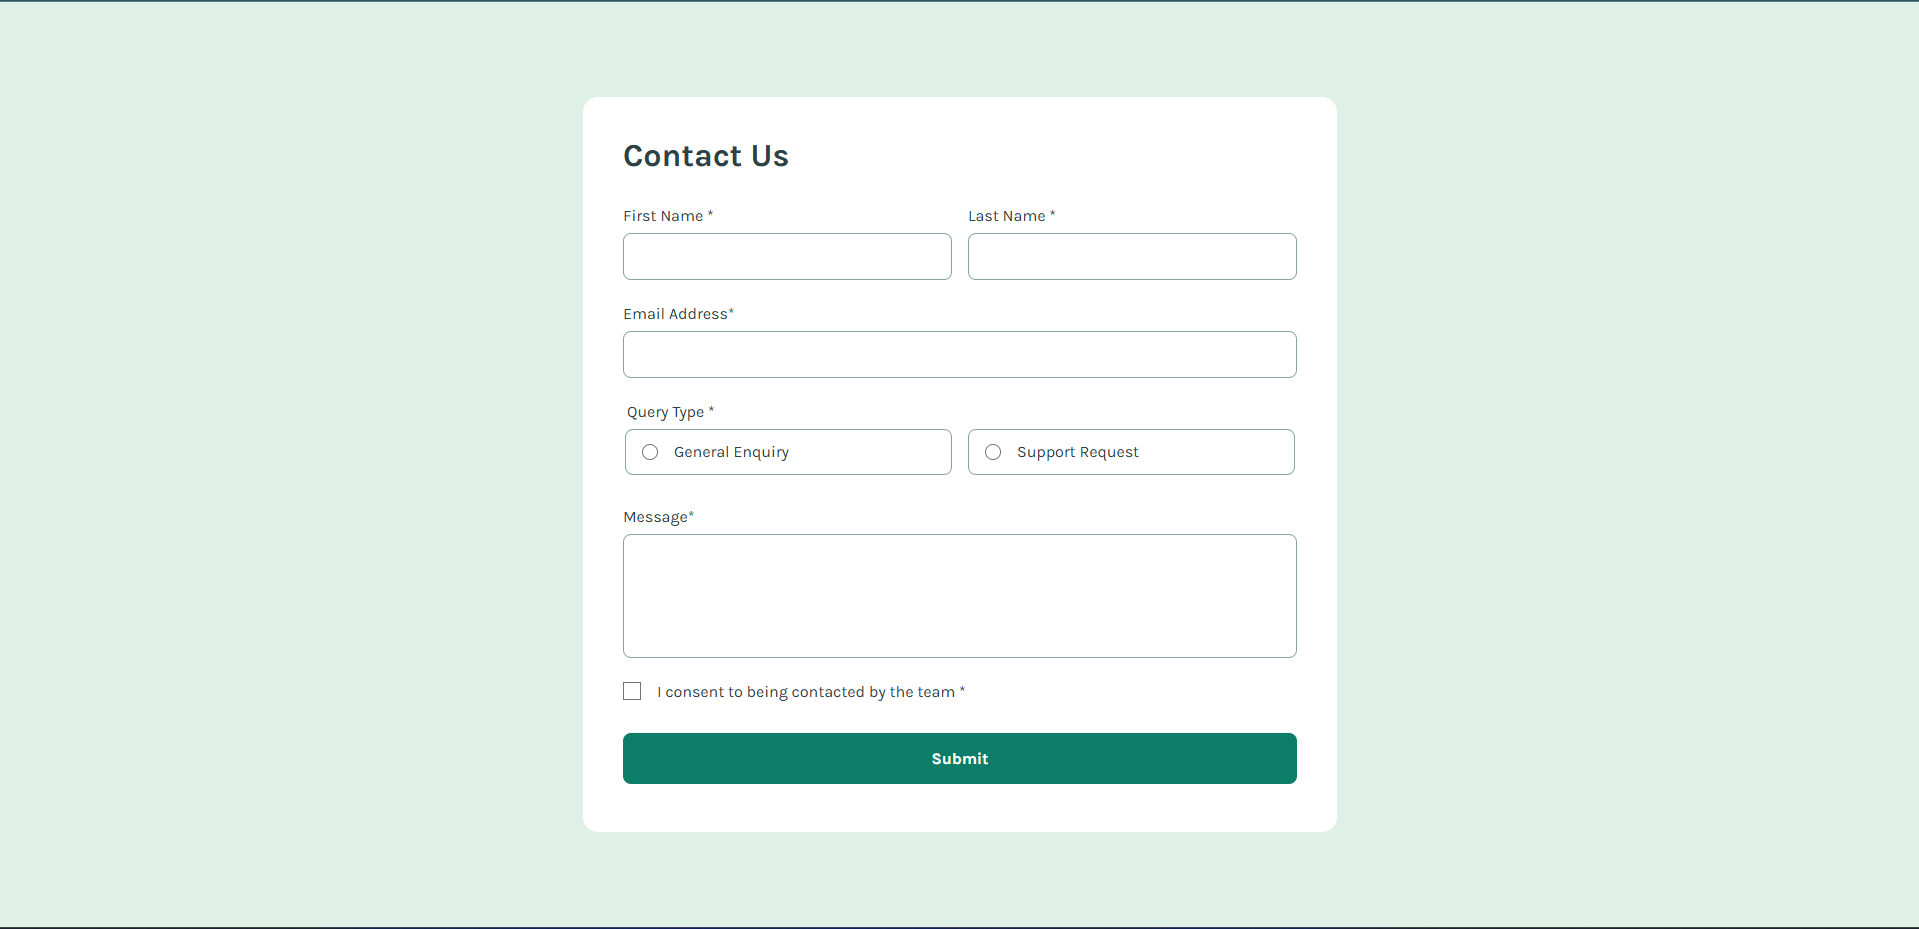 Contact Us
First Name * Last Name *
Email Address*
Query Type *
General Enquiry Support Request
Message*
I consent to being contacted by the team *
Submit